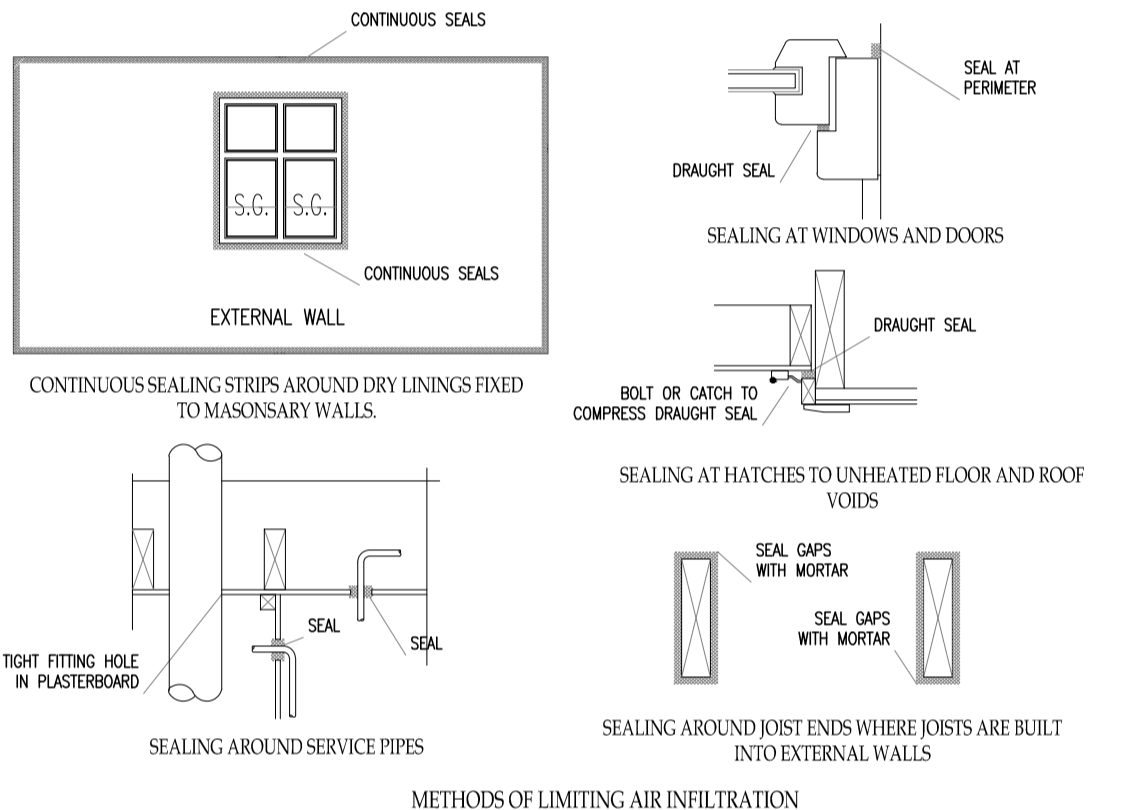 CONTINUOUS SEALS
S.G. S.G.
CONTINUOUS SEALS
EXTERNAL WALL
CONTINUOUS SEALING STRIPS AROUND DRY LININGS FIXED
TO MASONSARY WALLS.
SEAL AT
PERIMETER
DRAUGHT SEAL
SEALING AT WINDOWS AND DOORS
DRAUGHT SEAL
BOLT OR CATCH TO
COMPRESS DRAUGHT SEAL
SEALING AT HATCHES TO UNHEATED FLOOR AND ROOF
VOIDS
SEAL
SEAL
TIGHT FITTING HOLE
IN PLASTERBOARD
SEALING AROUND SERVICE PIPES
SEAL GAPS
WITH MORTAR
SEAL GAPS
WITH MORTAR
SEALING AROUND JOIST ENDS WHERE JOISTS ARE BUILT
INTO EXTERNAL WALLS
METHODS OF LIMITING AIR INFILTRATION